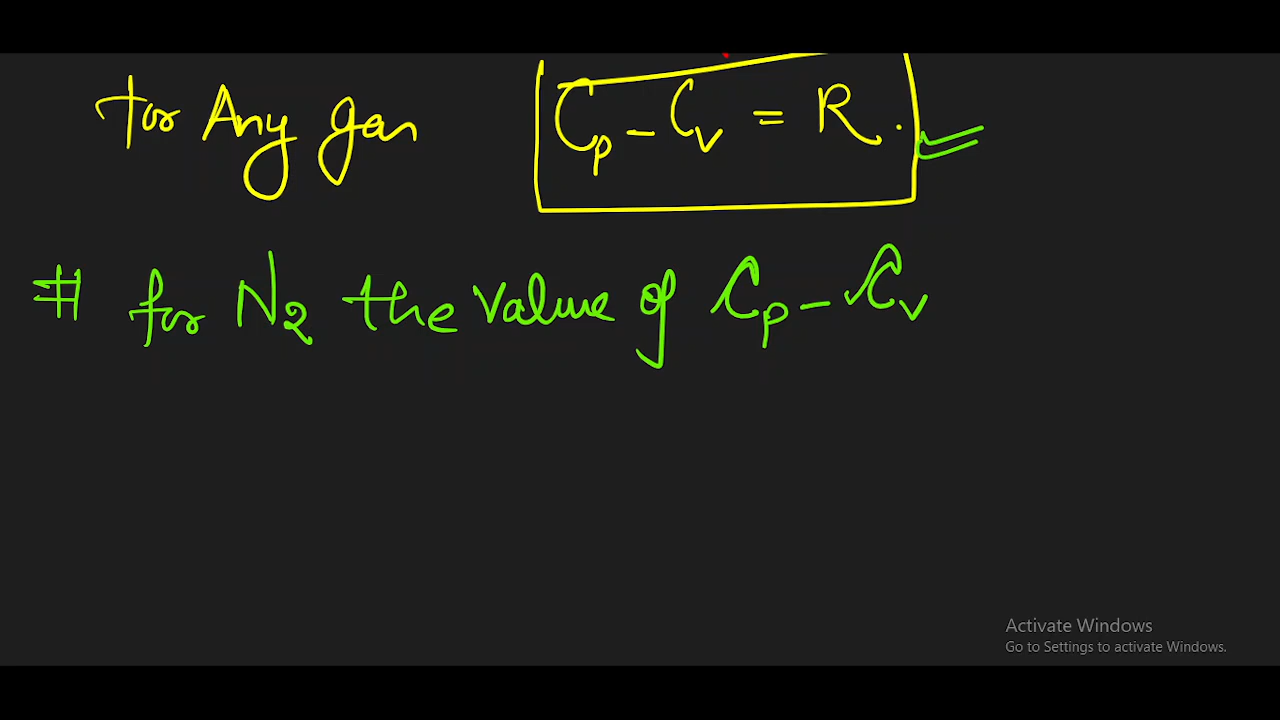 for Any gas Cp - Cv = R.
# for N2 the value of Cp - Cv
Activate Windows
Go to Settings to activate Windows.